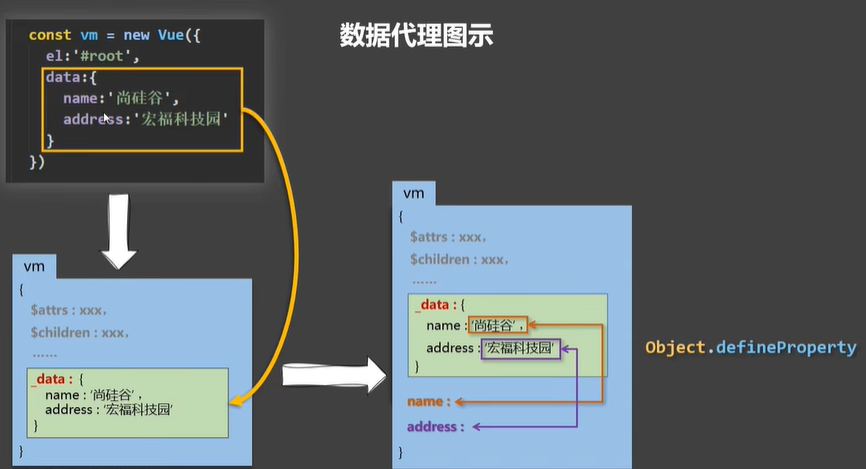 数据代理图示
const vm = new Vue({
el:'#root',
data:{
name:'尚硅谷',
address:'宏福科技园'
}
})
vm
{
$attrs : xxx,
$children : xxx,
……
_data : {
name : '尚硅谷' ,
address : '宏福科技园'
}
}
vm
{
$attrs : xxx,
$children : xxx,
……
_data : {
name : '尚硅谷' ,
address : '宏福科技园'
}
name :
address :
}
Object.defineProperty